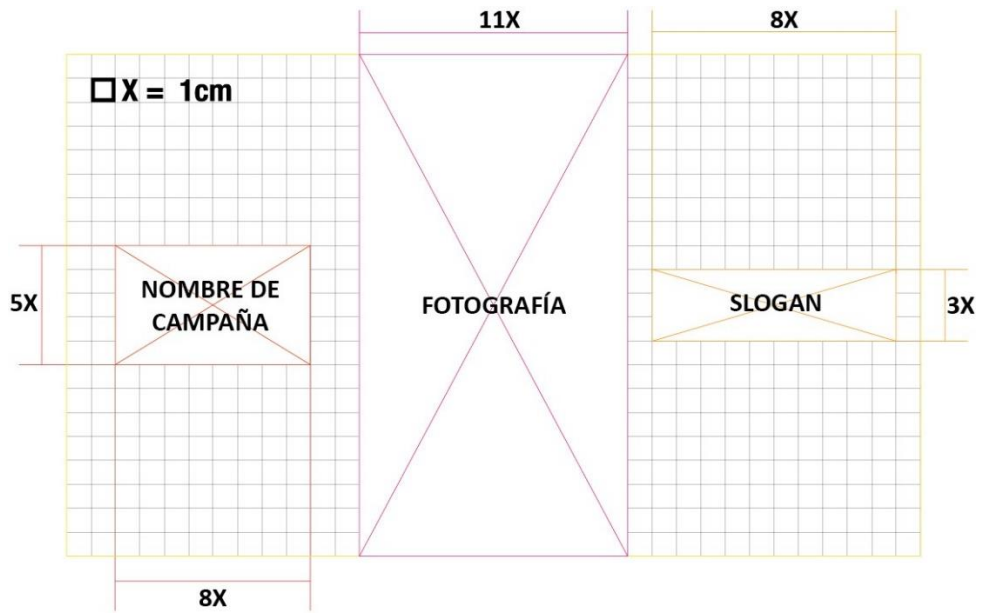 11X
8X
X = 1cm
5X
NOMBRE DE
CAMPAÑA
FOTOGRAFÍA
SLOGAN
3X
8X